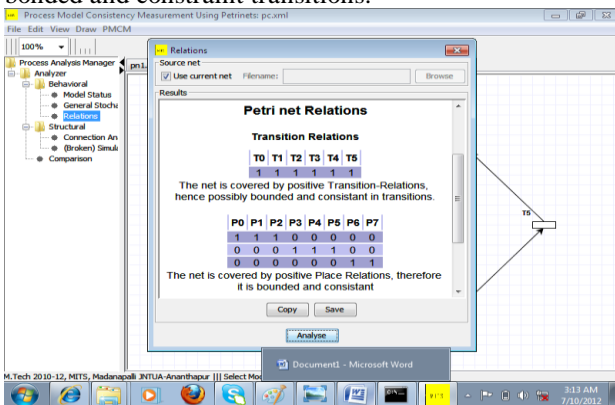 bonded and constraint transitions.
Process Model Consistency Measurement Using Petrinets: pc.xml
File Edit View Draw PMCM
100%
Process Analysis Manager
Analyzer
Behavioral
Model Status
General Stocha
Relations
Structural
Connection An
(Broken) Simula
Comparison
pn1.
Relations
Source net
Use current net Filename: Browse
Results
Petri net Relations
Transition Relations
T0 T1 T2 T3 T4 T5
1 1 1 1 1 1
The net is covered by positive Transition-Relations,
hence possibly bounded and consistant in transitions.
P0 P1 P2 P3 P4 P5 P6 P7
1 1 1 0 0 0 0 0
0 0 0 1 1 1 0 0
0 0 0 0 0 0 1 1
The net is covered by positive Place Relations, therefore
it is bounded and consistant
Copy Save
Analyse
T5
M.Tech 2010-12, MITS, Madanapalli JNTUA-Ananthapur ||| Select Mo
Document1 - Microsoft Word
3:13 AM
7/10/2012